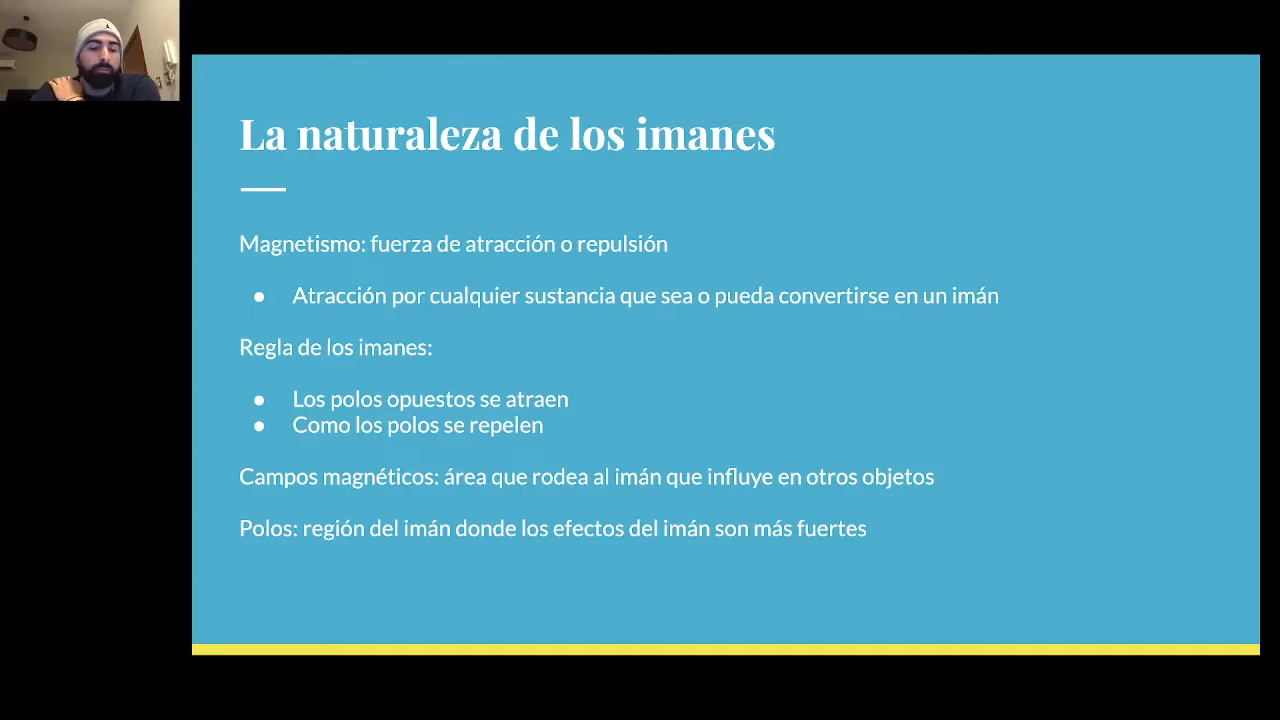 La naturaleza de los imanes
Magnetismo: fuerza de atracción o repulsión
● Atracción por cualquier sustancia que sea o pueda convertirse en un imán
Regla de los imanes:
● Los polos opuestos se atraen
● Como los polos se repelen
Campos magnéticos: área que rodea al imán que influye en otros objetos
Polos: región del imán donde los efectos del imán son más fuertes